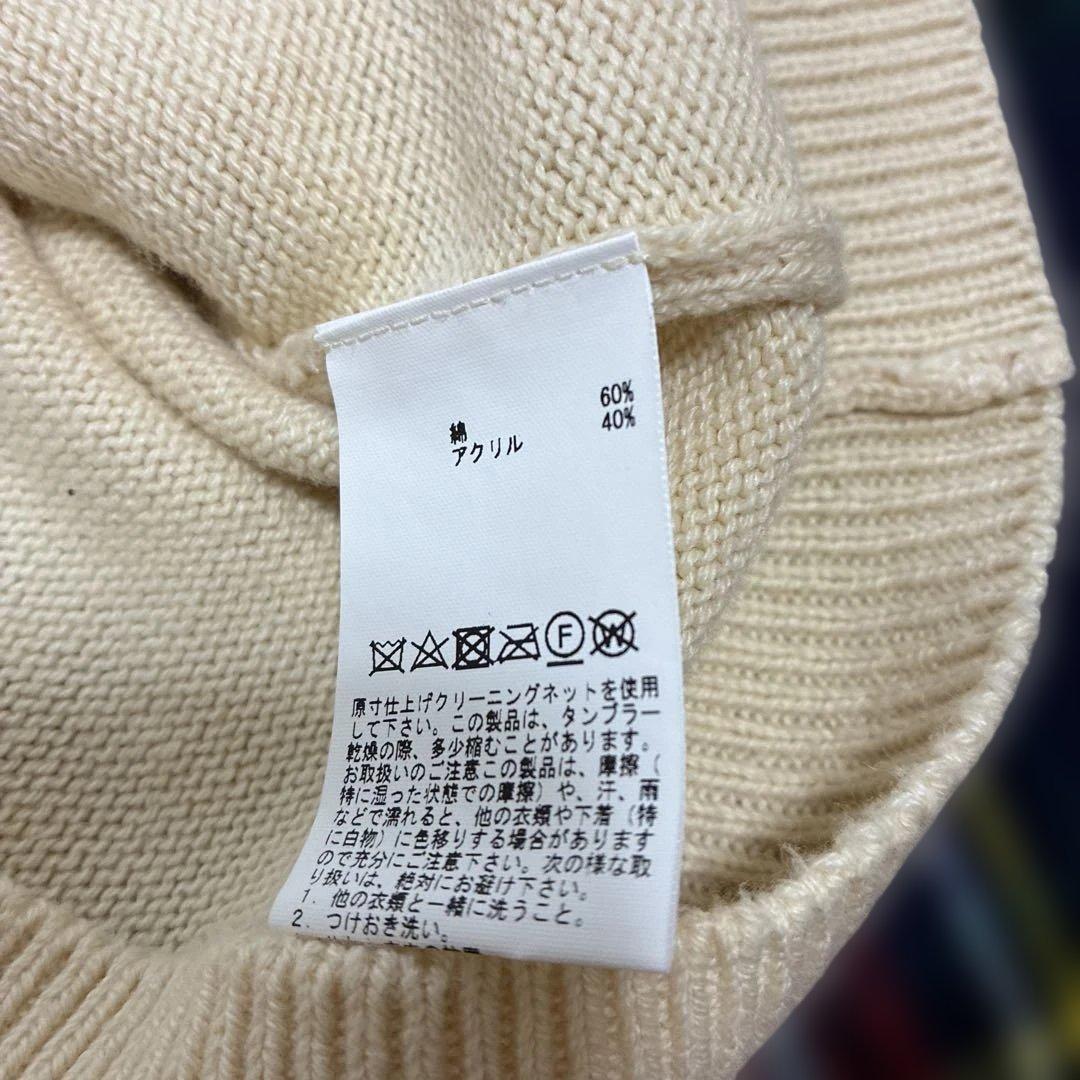 綿 60%
アクリル 40%
F W
原寸仕上げクリーニングネットを使用
して下さい。この製品は、タンブラー
乾燥の際、多少縮むことがあります。
お取扱いのご注意この製品は、摩擦(
特に湿った状態での摩擦)や、汗、雨
などで濡れると、他の衣類や下着(特
に白物)に色移りする場合があります
ので充分にご注意下さい。次の様な取
り扱いは、絶対にお避け下さい。
1. 他の衣類と一緒に洗うこと。
2. つけおき洗い。